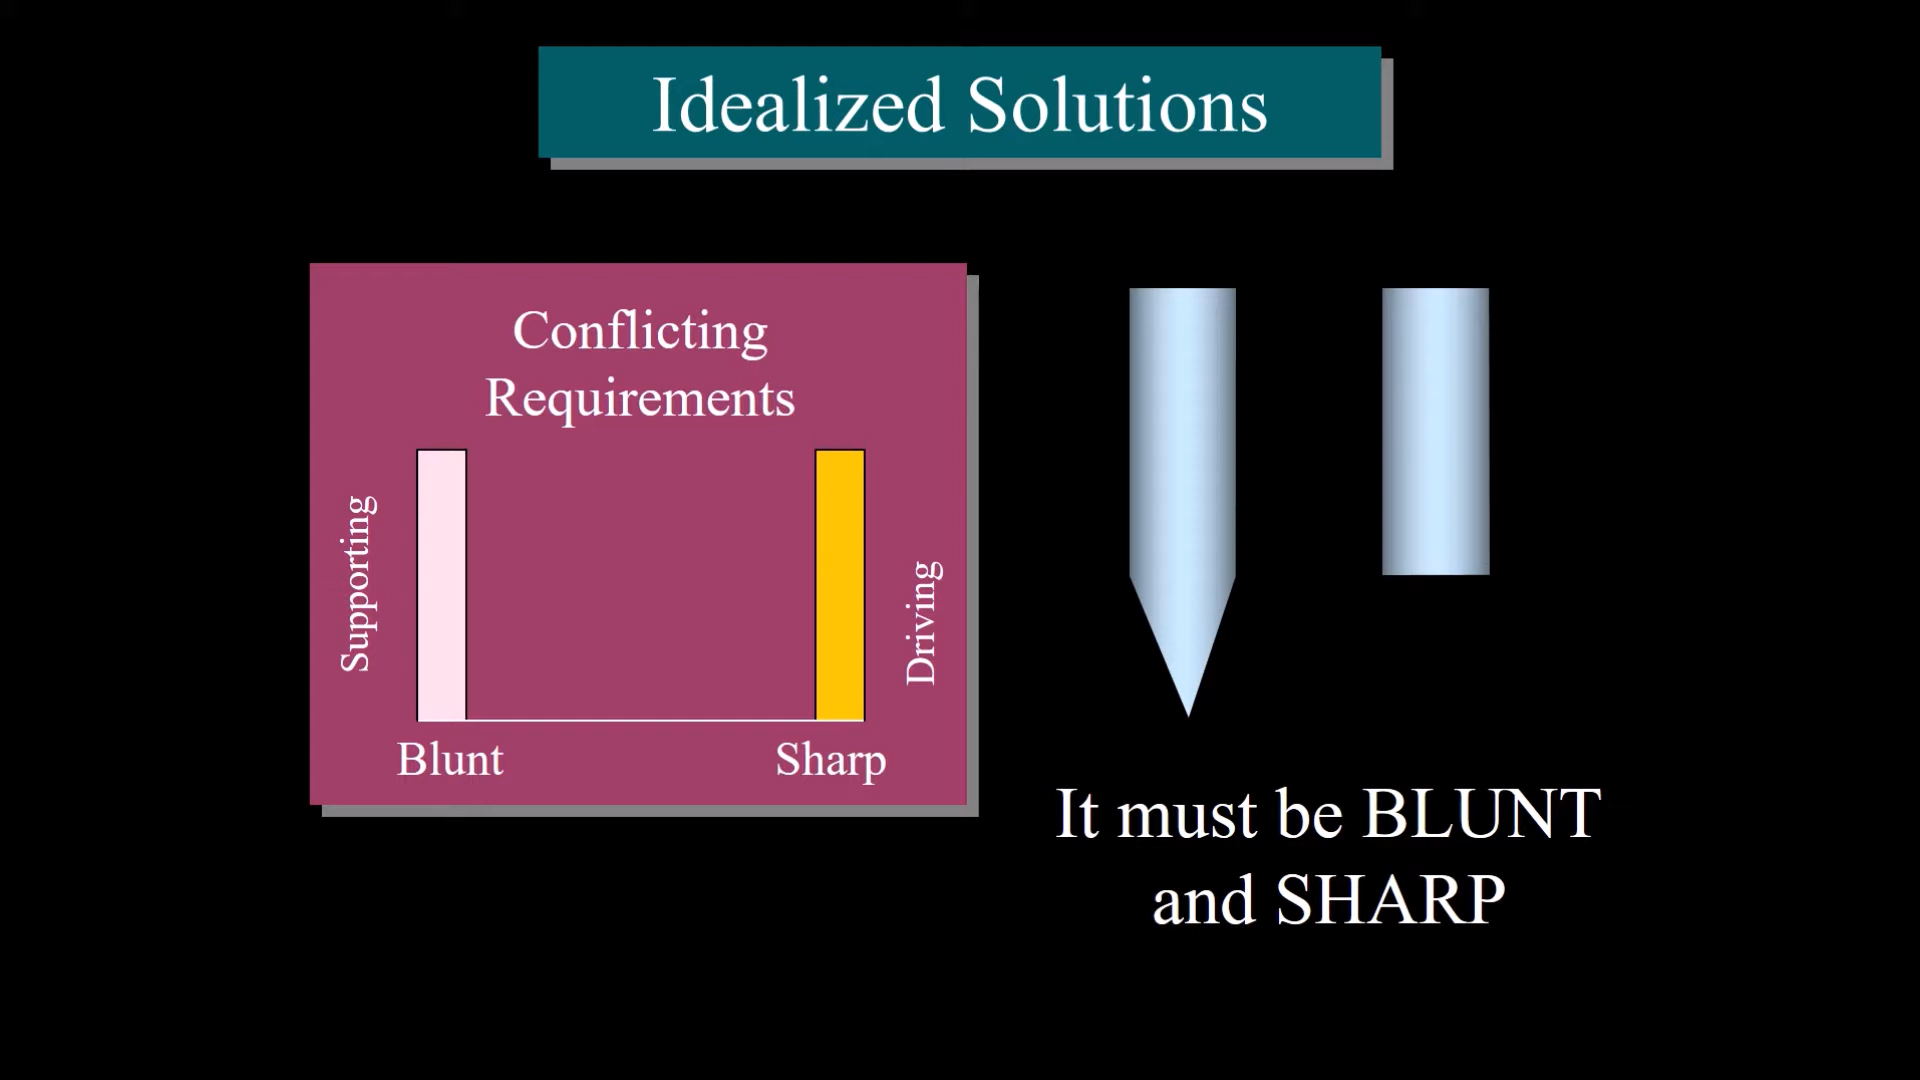 Idealized Solutions
Conflicting
Requirements
Supporting
Driving
Blunt
Sharp
It must be BLUNT
and SHARP